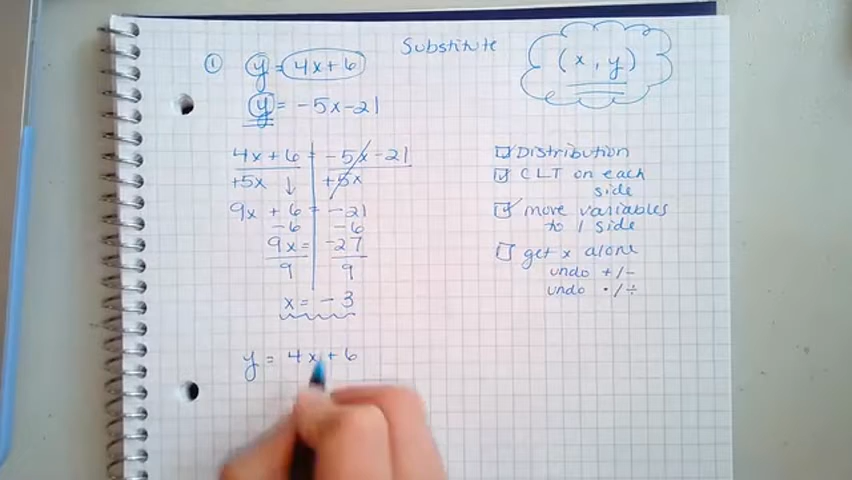 Substitute
① y = 4x+6
y = -5x-21
(x, y)
4x+6 = -5x-21
+5x ↓ +5x
9x + 6 = -21
-6 -6
9x = -27
9 9
x = -3
y = 4x+6
☑ Distribution
☑ CLT on each
side
☑ move variables
to 1 side
☐ get x alone
undo +/-
undo •/÷